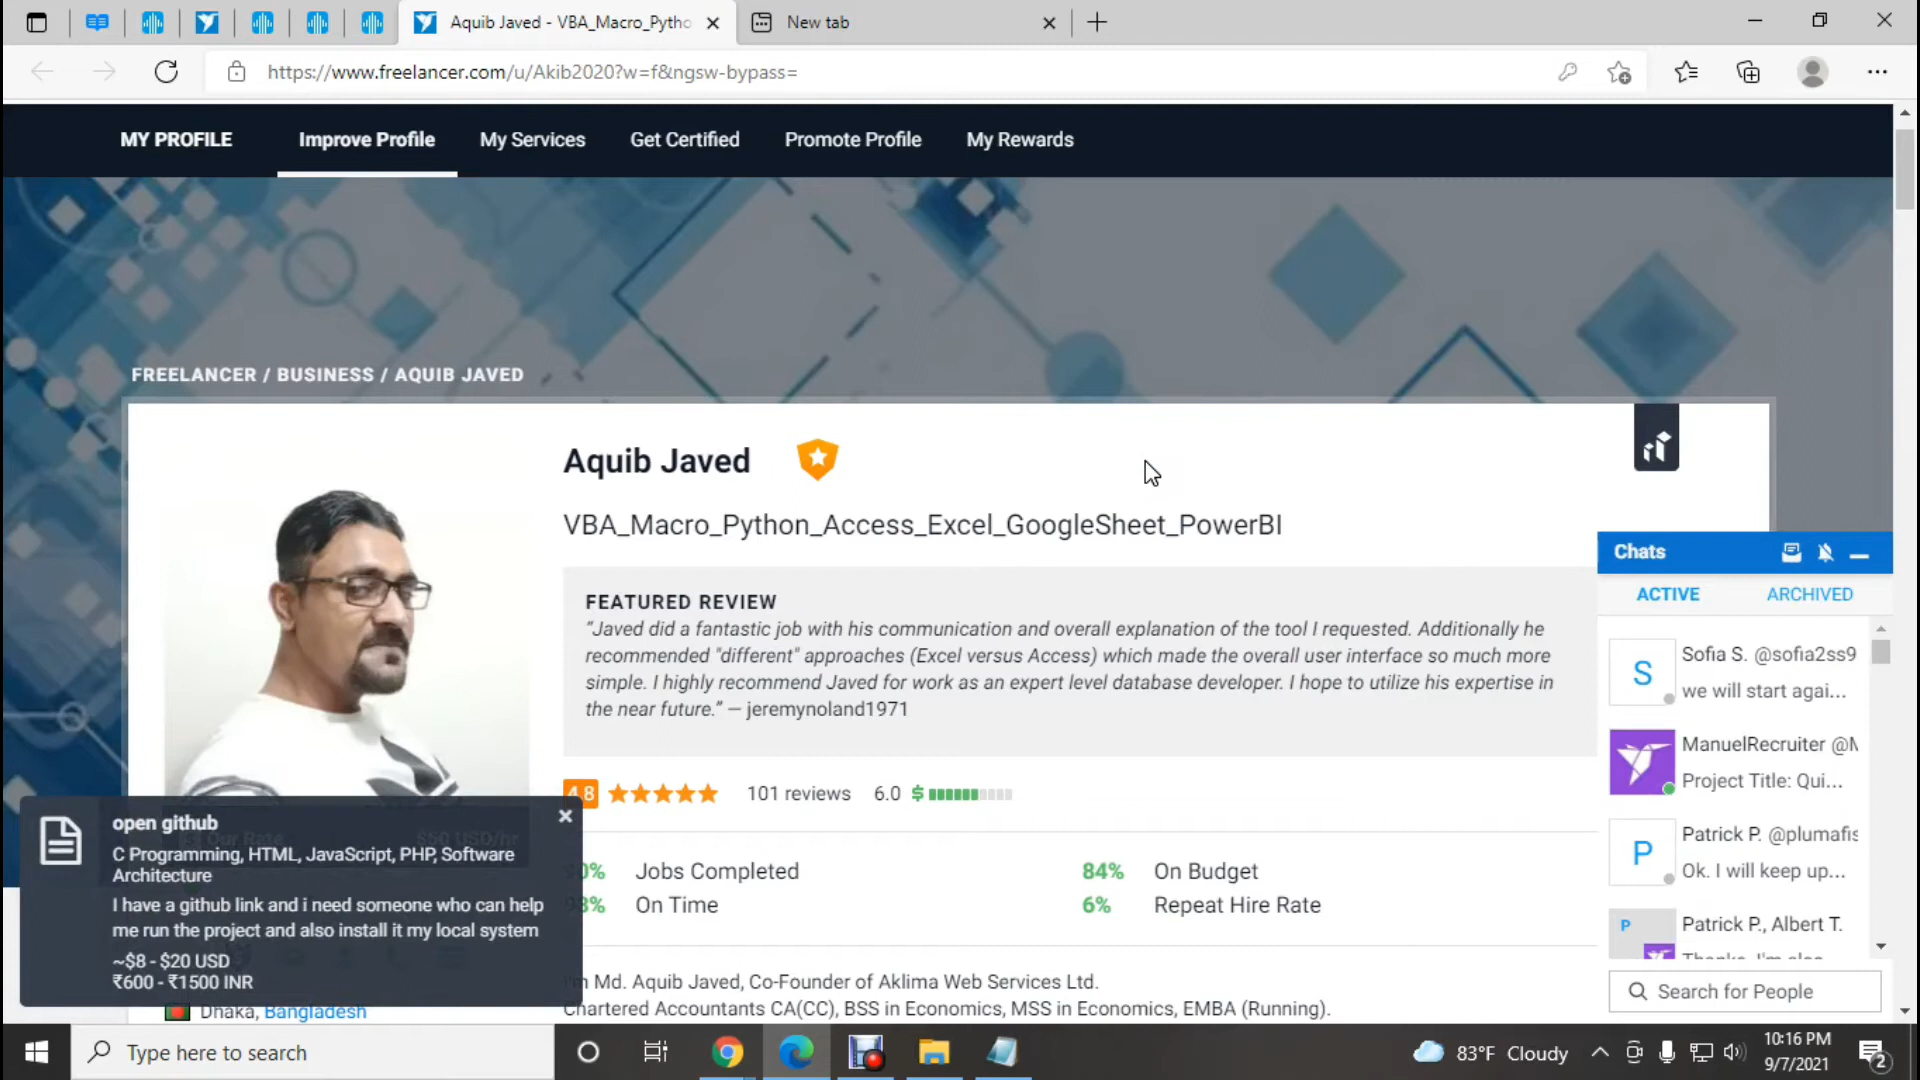 Aquib Javed - VBA_Macro_Pytho
New tab
https://www.freelancer.com/u/Akib2020?w=f&ngsw-bypass=
MY PROFILE
Improve Profile
My Services
Get Certified
Promote Profile
My Rewards
FREELANCER / BUSINESS / AQUIB JAVED
Aquib Javed
VBA_Macro_Python_Access_Excel_GoogleSheet_PowerBI
FEATURED REVIEW
"Javed did a fantastic job with his communication and overall explanation of the tool I requested. Additionally he
recommended "different" approaches (Excel versus Access) which made the overall user interface so much more
simple. I highly recommend Javed for work as an expert level database developer. I hope to utilize his expertise in
the near future." — jeremynoland1971
4.8
101 reviews
6.0 $
0% Jobs Completed
84% On Budget
% On Time
6% Repeat Hire Rate
Md. Aquib Javed, Co-Founder of Aklima Web Services Ltd.
Chartered Accountants CA(CC), BSS in Economics, MSS in Economics, EMBA (Running).
Our Rate $50 USD/hr
open github
C Programming, HTML, JavaScript, PHP, Software
Architecture
I have a github link and i need someone who can help
me run the project and also install it my local system
~$8 - $20 USD
₹600 - ₹1500 INR
Dhaka, Bangladesh
Chats
ACTIVE
ARCHIVED
S
Sofia S. @sofia2ss9
we will start agai...
ManuelRecruiter @M
Project Title: Qui...
P
Patrick P. @plumafis
Ok. I will keep up...
P
Patrick P., Albert T.
Search for People
Type here to search
83°F Cloudy
10:16 PM
9/7/2021
2